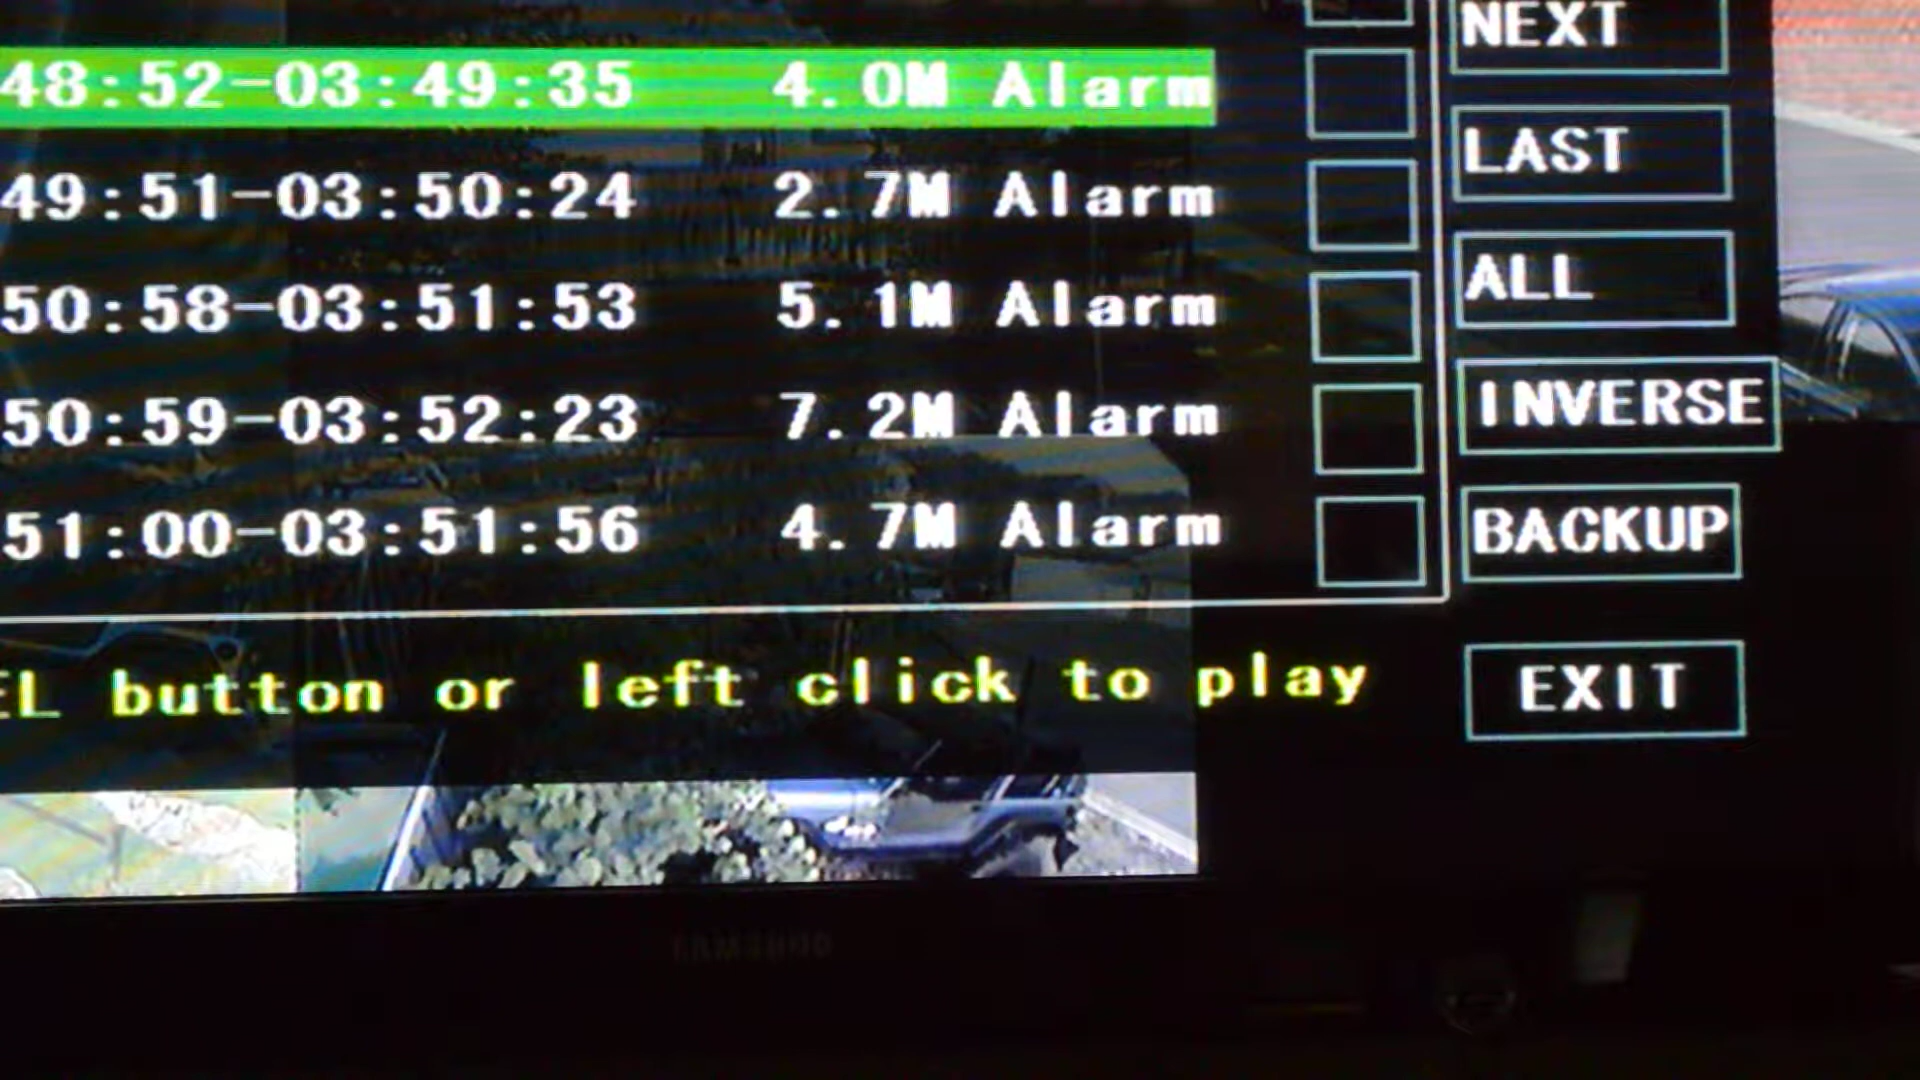 NEXT
48:52-03:49:35 4.0M Alarm
LAST
49:51-03:50:24 2.7M Alarm
ALL
50:58-03:51:53 5.1M Alarm
INVERSE
50:59-03:52:23 7.2M Alarm
BACKUP
51:00-03:51:56 4.7M Alarm
EL button or left click to play
EXIT
SAMSUNG